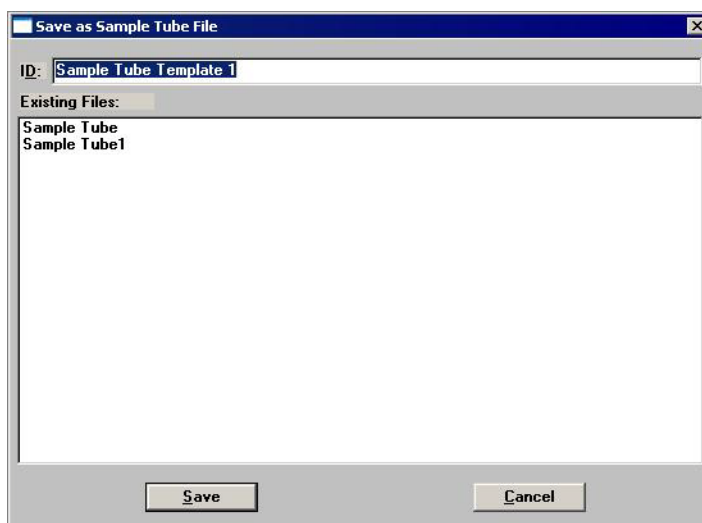 Save as Sample Tube File
ID: Sample Tube Template 1
Existing Files:
Sample Tube
Sample Tube1
Save Cancel